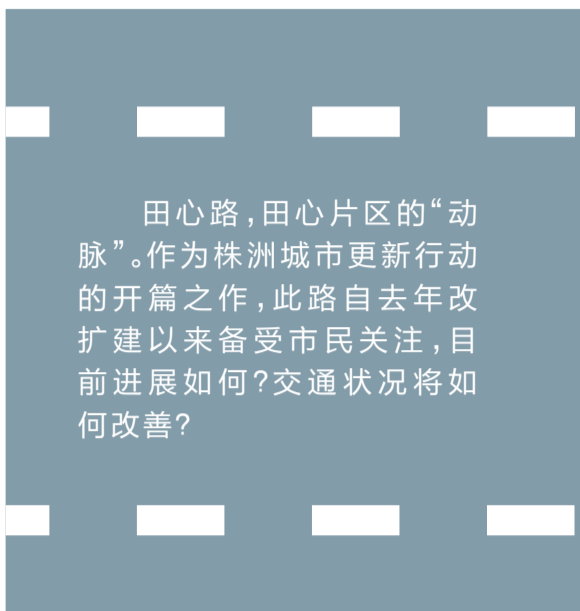 田心路,田心片区的“动
脉”。作为株洲城市更新行动
的开篇之作,此路自去年改
扩建以来备受市民关注,目
前进展如何?交通状况将如
何改善?